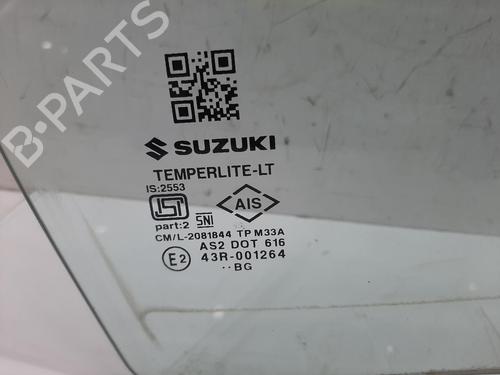 B-PARTS
SUZUKI
TEMPERLITE-LT
IS:2553
ISI AIS
part:2 SNI
CM/L-2081844 TP M33A
AS2 DOT 616
E2 43R-001264
··BG